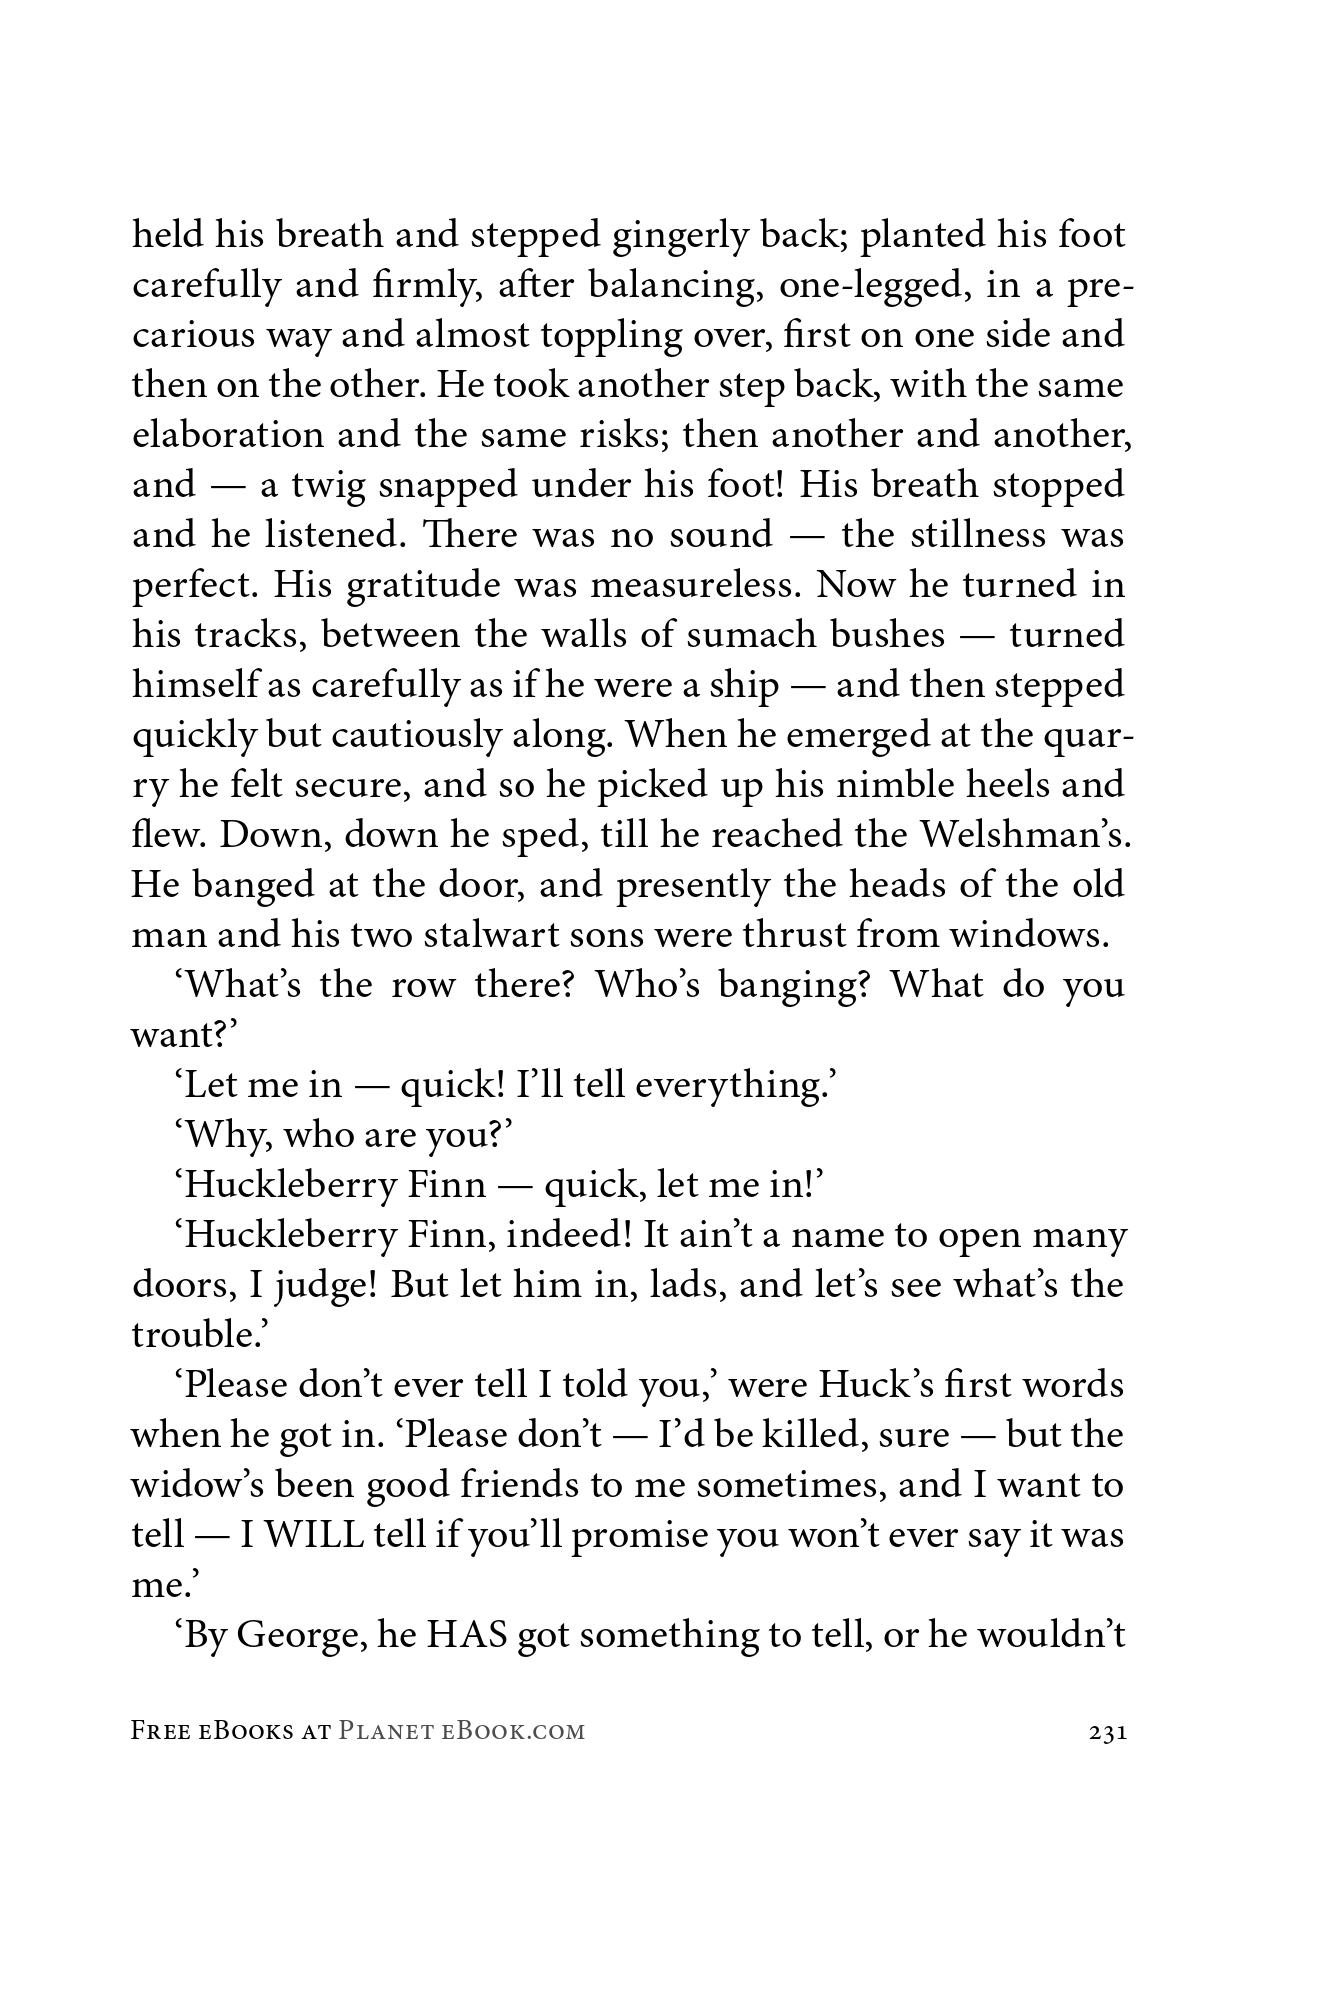 held his breath and stepped gingerly back; planted his foot
carefully and firmly, after balancing, one-legged, in a pre-
carious way and almost toppling over, first on one side and
then on the other. He took another step back, with the same
elaboration and the same risks; then another and another,
and — a twig snapped under his foot! His breath stopped
and he listened. There was no sound — the stillness was
perfect. His gratitude was measureless. Now he turned in
his tracks, between the walls of sumach bushes — turned
himself as carefully as if he were a ship — and then stepped
quickly but cautiously along. When he emerged at the quar-
ry he felt secure, and so he picked up his nimble heels and
flew. Down, down he sped, till he reached the Welshman’s.
He banged at the door, and presently the heads of the old
man and his two stalwart sons were thrust from windows.
‘What’s the row there? Who’s banging? What do you
want?’
‘Let me in — quick! I’ll tell everything.’
‘Why, who are you?’
‘Huckleberry Finn — quick, let me in!’
‘Huckleberry Finn, indeed! It ain’t a name to open many
doors, I judge! But let him in, lads, and let’s see what’s the
trouble.’
‘Please don’t ever tell I told you,’ were Huck’s first words
when he got in. ‘Please don’t — I’d be killed, sure — but the
widow’s been good friends to me sometimes, and I want to
tell — I WILL tell if you’ll promise you won’t ever say it was
me.’
‘By George, he HAS got something to tell, or he wouldn’t
Free eBooks at Planet eBook.com 231